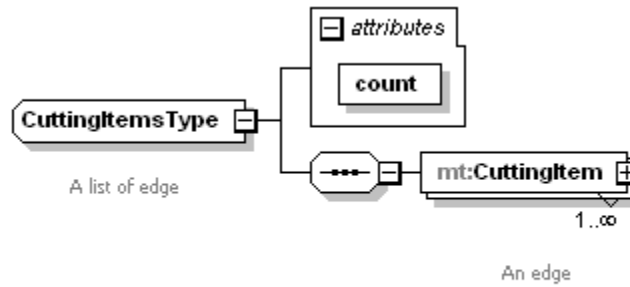 attributes
count
CuttingItemsType
A list of edge
mt:CuttingItem
1..∞
An edge